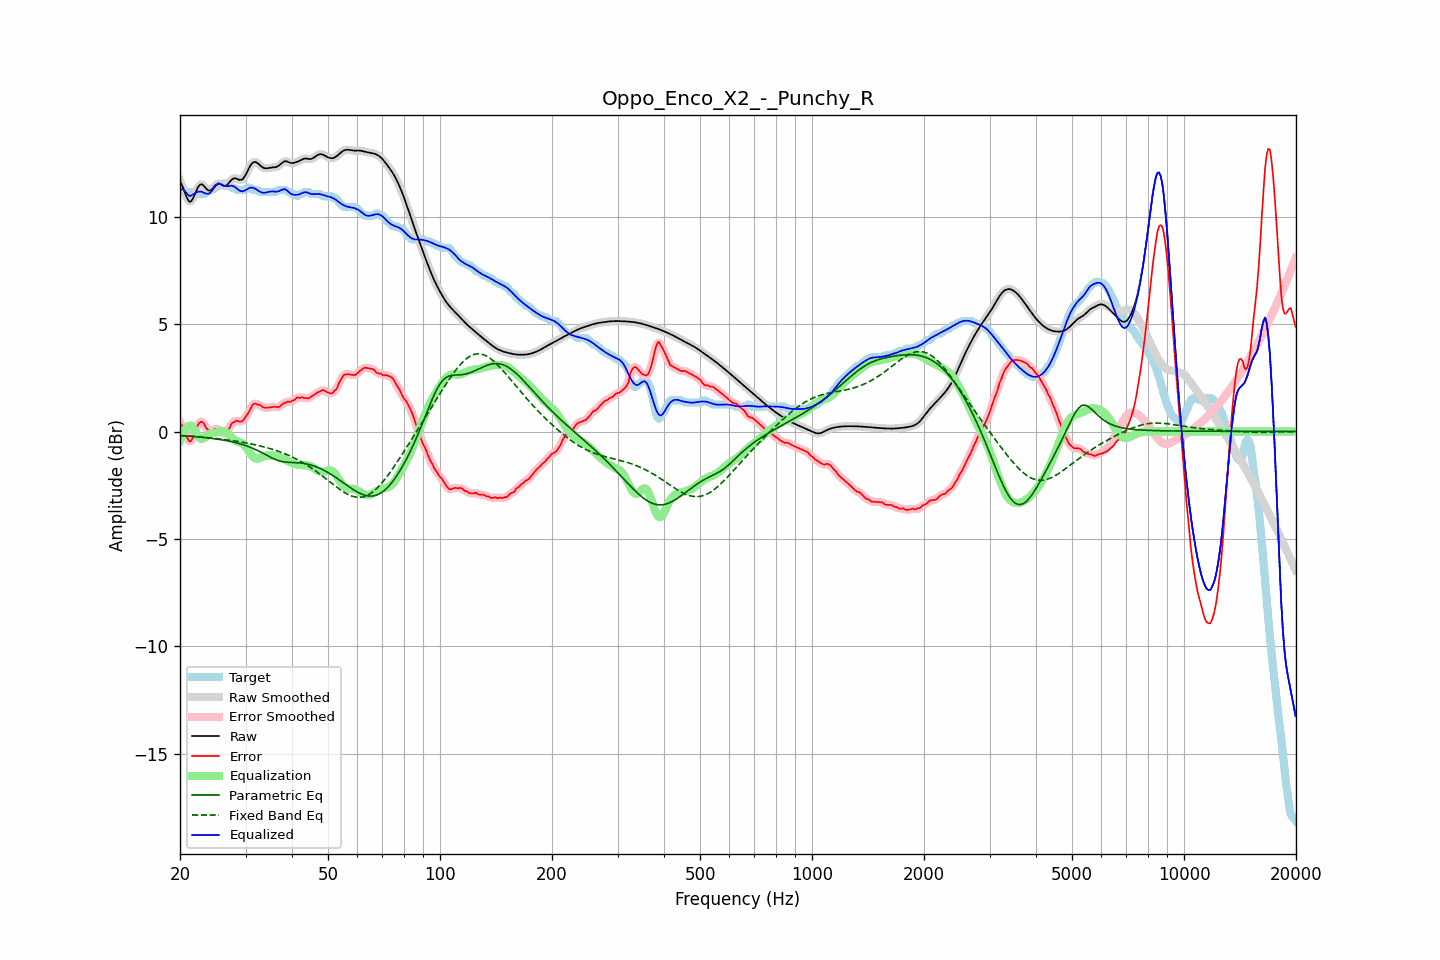 Oppo_Enco_X2_-_Punchy_R
Amplitude (dBr)
10
5
0
−5
−10
−15
Target
Raw Smoothed
Error Smoothed
Raw
Error
Equalization
Parametric Eq
Fixed Band Eq
Equalized
20 50 100 200 500 1000 2000 5000 10000 20000
Frequency (Hz)